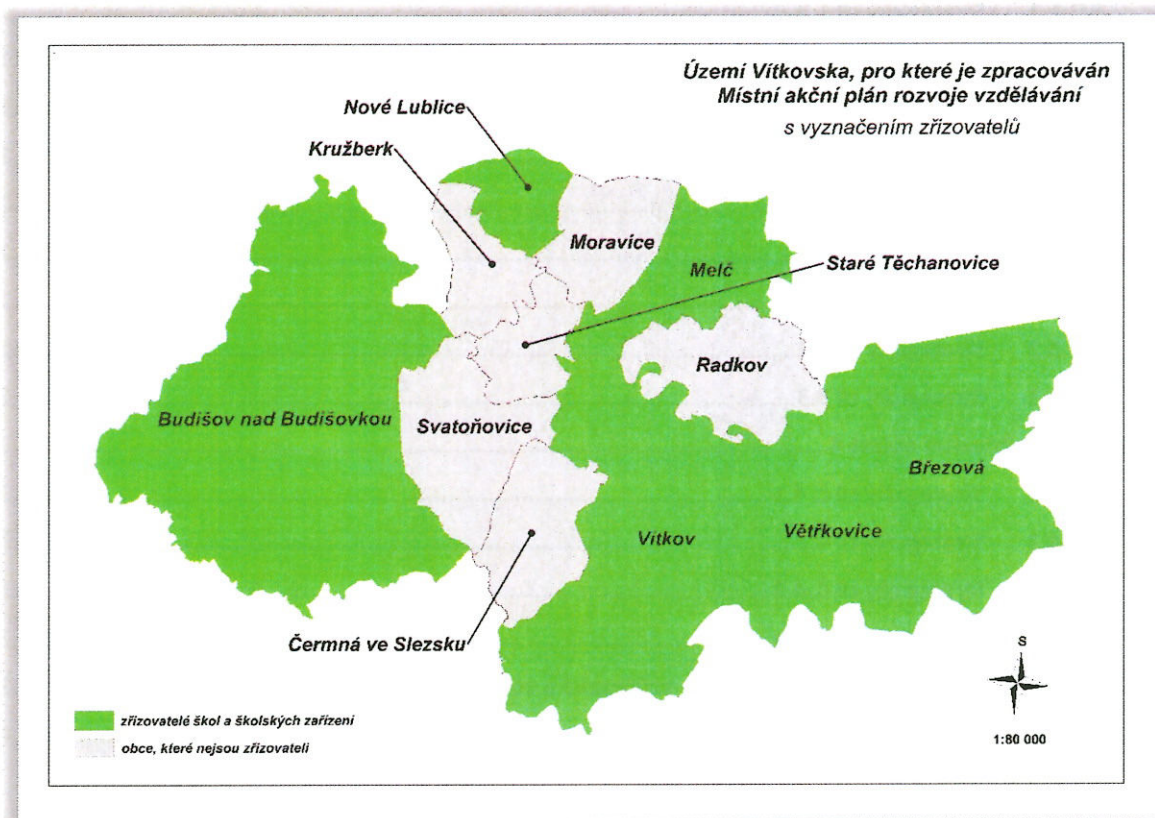 Území Vítkovska, pro které je zpracováván
Místní akční plán rozvoje vzdělávání
s vyznačením zřizovatelů
Nové Lublice
Kružberk
Moravice
Melč
Staré Těchanovice
Radkov
Budišov nad Budišovkou
Svatoňovice
Březová
Vítkov
Větřkovice
Čermná ve Slezsku
S
1:80 000
zřizovatelé škol a školských zařízení
obce, které nejsou zřizovateli